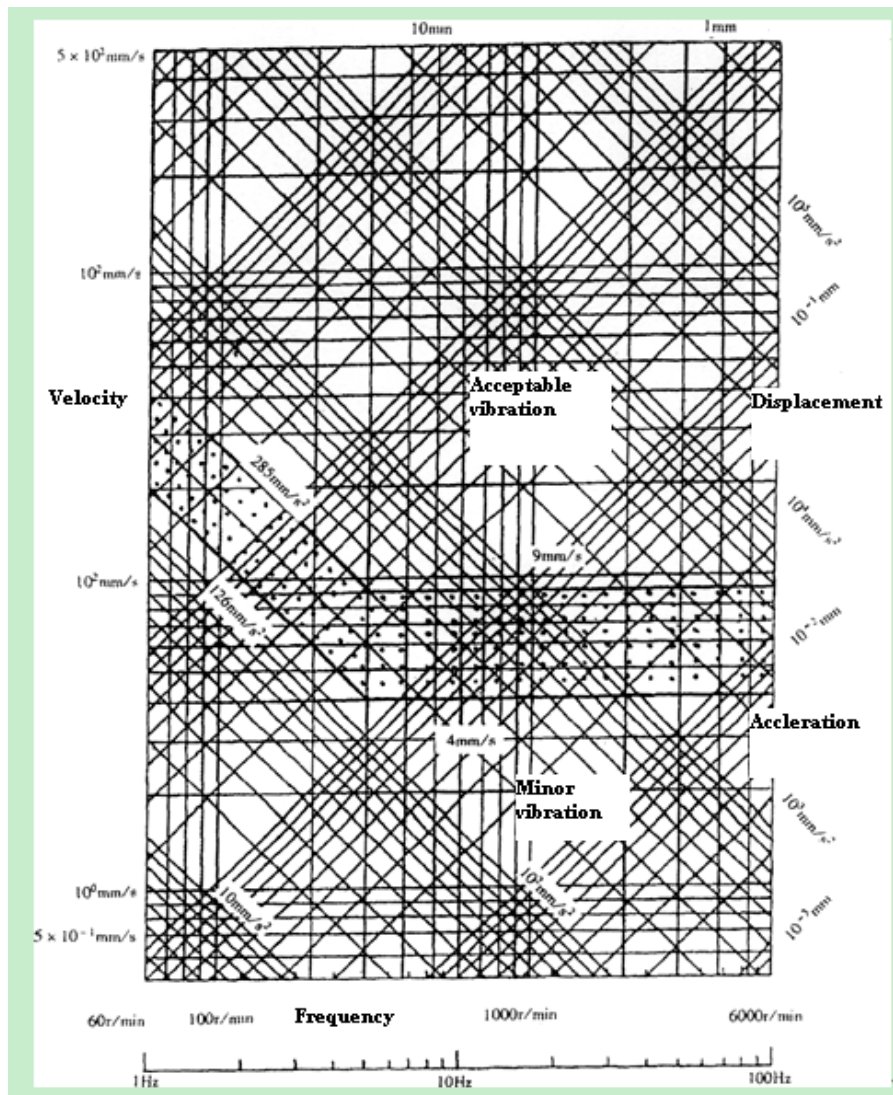 10mm 1mm
5 × 10²mm/s
10³mm/s²
10²mm/s
10⁻¹mm
Acceptable
vibration
Velocity
Displacement
285mm/s²
10⁴mm/s²
9mm/s
10²mm/s
126mm/s²
10⁻²mm
Accleration
4mm/s
Minor
vibration
10³mm/s²
10²mm/s²
10⁰mm/s
10mm/s²
10⁻³mm
5 × 10⁻¹mm/s
60r/min 100r/min Frequency 1000r/min 6000r/min
1Hz 10Hz 100Hz